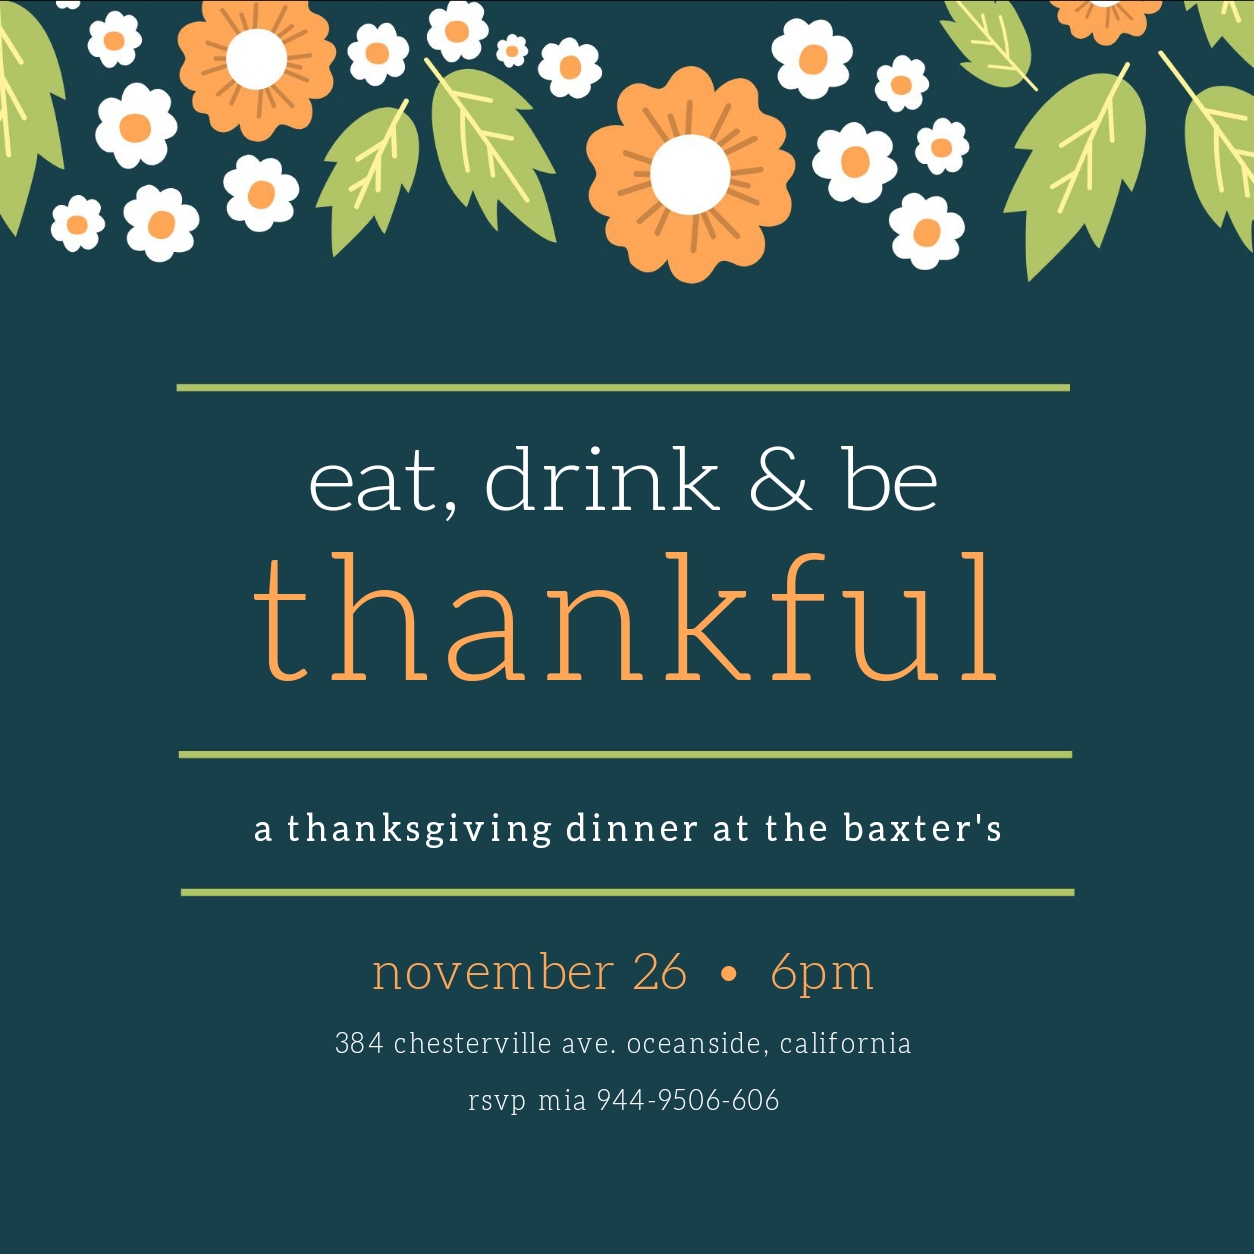 eat, drink & be
thankful
a thanksgiving dinner at the baxter's
november 26 • 6pm
384 chesterville ave. oceanside, california
rsvp mia 944-9506-606